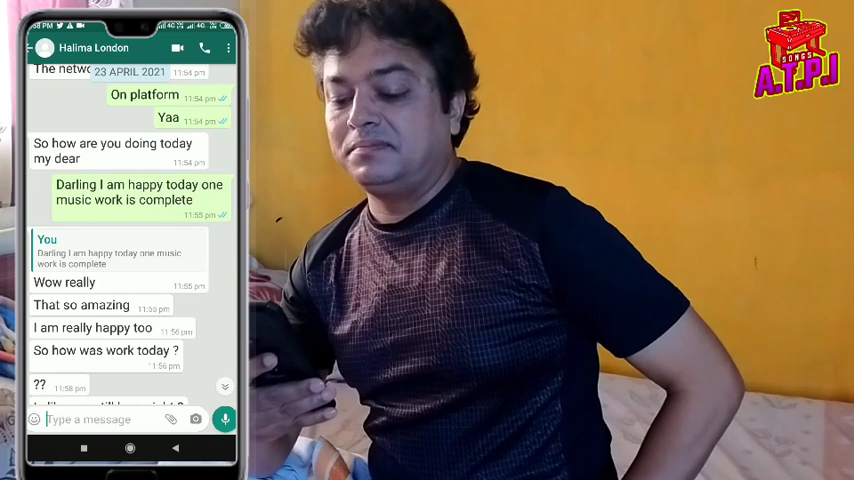 Halima London
23 APRIL 2021
11:54 pm
On platform
11:54 pm
Yaa
11:54 pm
So how are you doing today
my dear
11:54 pm
Darling I am happy today one
music work is complete
11:55 pm
You
Darling I am happy today one music
work is complete
Wow really
11:55 pm
That so amazing
11:55 pm
I am really happy too
11:56 pm
So how was work today ?
11:56 pm
??
11:58 pm
Type a message
SONGS
A.T.P.I